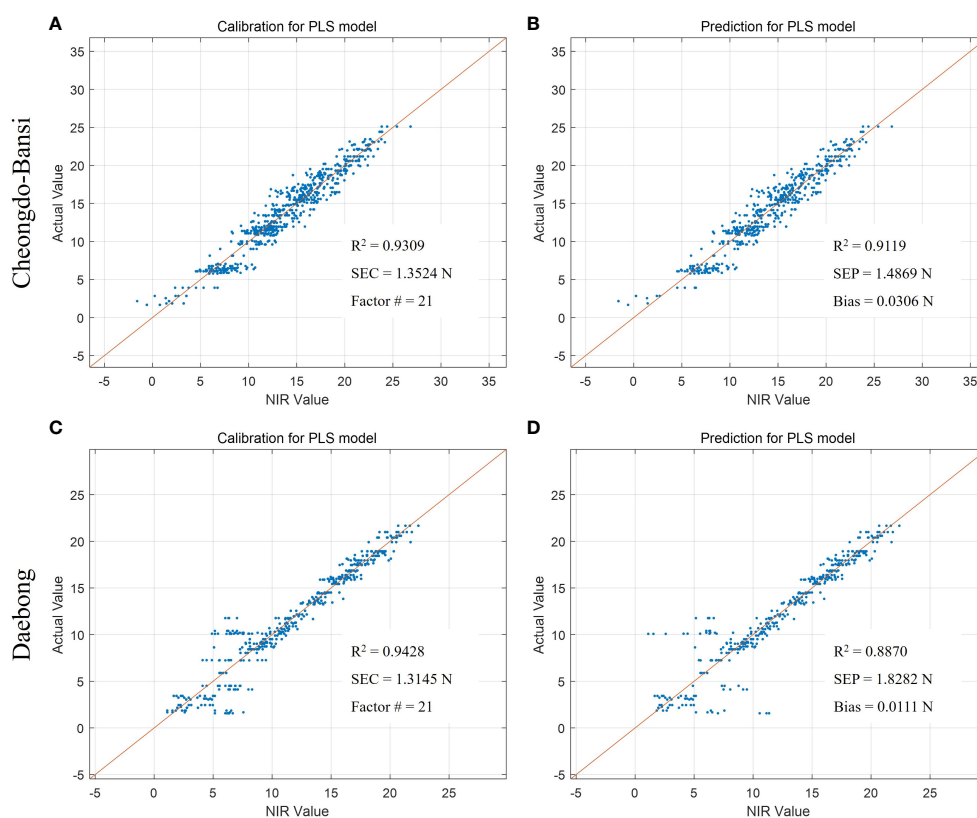 A
Calibration for PLS model
Cheongdo-Bansi
Actual Value
35
30
25
20
15
10
5
0
-5
R² = 0.9309
SEC = 1.3524 N
Factor # = 21
-5 0 5 10 15 20 25 30 35
NIR Value
B
Prediction for PLS model
Actual Value
35
30
25
20
15
10
5
0
-5
R² = 0.9119
SEP = 1.4869 N
Bias = 0.0306 N
-5 0 5 10 15 20 25 30 35
NIR Value
C
Calibration for PLS model
Daebong
Actual Value
25
20
15
10
5
0
-5
R² = 0.9428
SEC = 1.3145 N
Factor # = 21
-5 0 5 10 15 20 25
NIR Value
D
Prediction for PLS model
Actual Value
25
20
15
10
5
0
-5
R² = 0.8870
SEP = 1.8282 N
Bias = 0.0111 N
-5 0 5 10 15 20 25
NIR Value